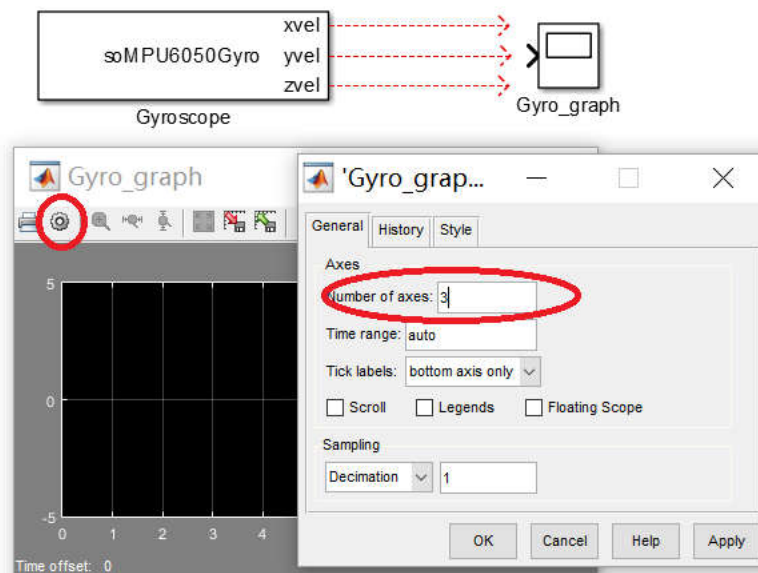 xvel
soMPU6050Gyro yvel
zvel
Gyroscope
Gyro_graph
Gyro_graph
5
0
-5
0 1 2 3 4
Time offset: 0
'Gyro_grap...
General History Style
Axes
Number of axes: 3
Time range: auto
Tick labels: bottom axis only
Scroll Legends Floating Scope
Sampling
Decimation 1
OK Cancel Help Apply